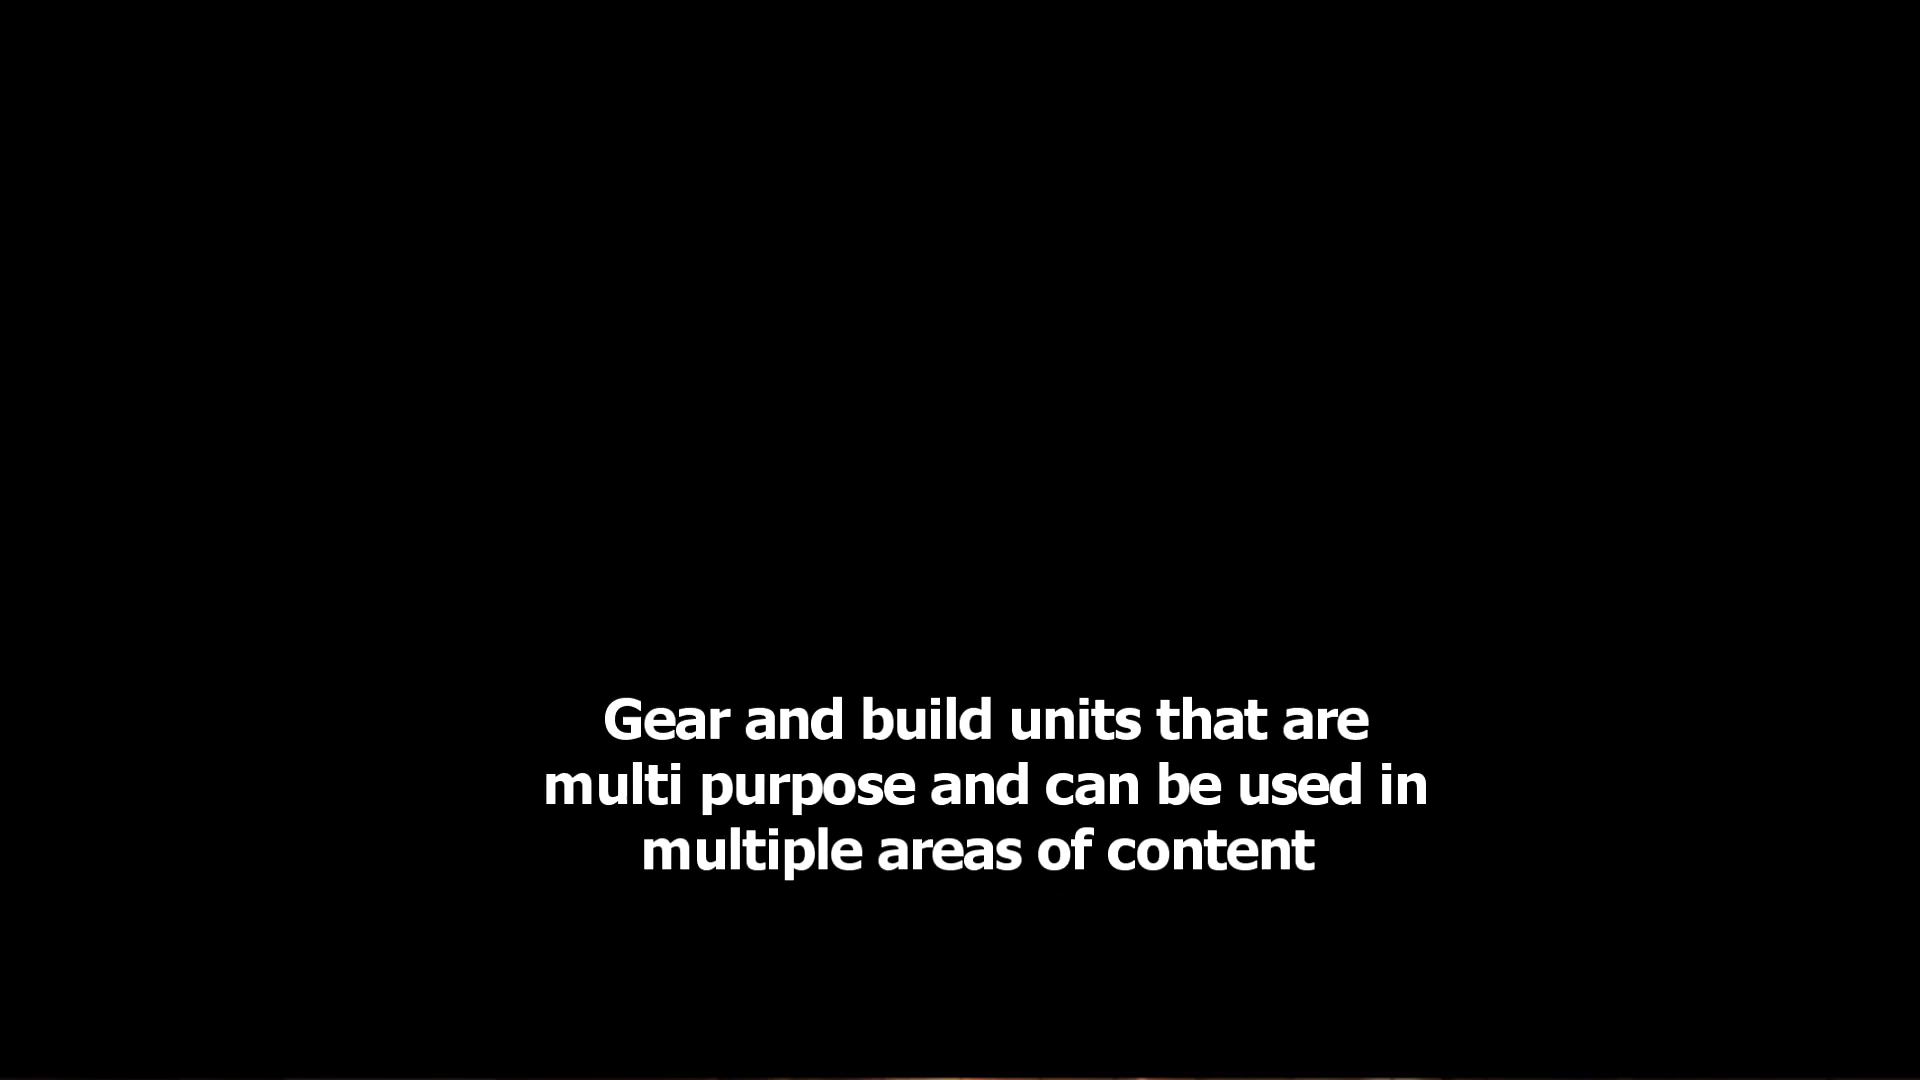 Gear and build units that are
multi purpose and can be used in
multiple areas of content